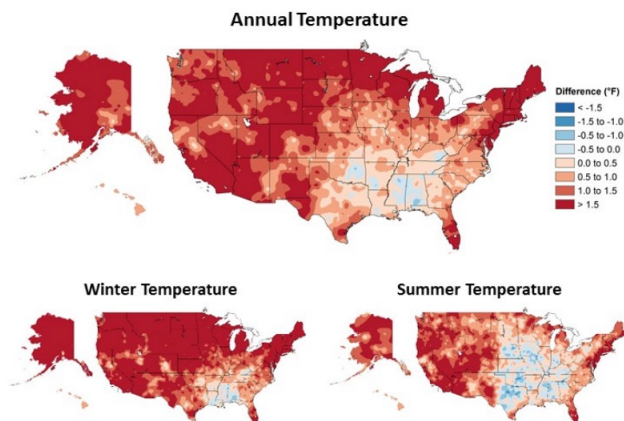 Annual Temperature
Difference (°F)
< -1.5
-1.5 to -1.0
-0.5 to -1.0
-0.5 to 0.0
0.0 to 0.5
0.5 to 1.0
1.0 to 1.5
> 1.5
Winter Temperature
Summer Temperature